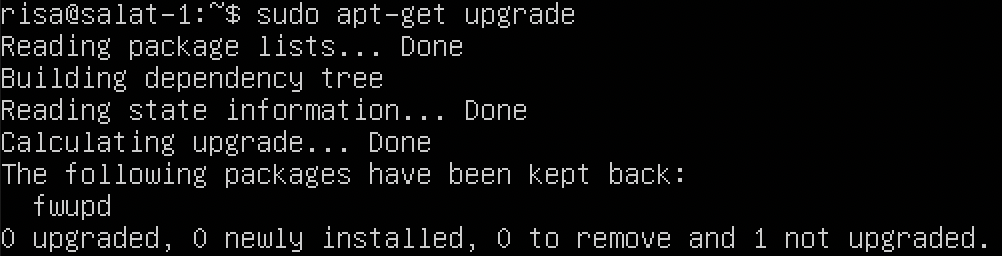 risa@salat-1:~$ sudo apt-get upgrade
Reading package lists... Done
Building dependency tree
Reading state information... Done
Calculating upgrade... Done
The following packages have been kept back:
  fwupd
0 upgraded, 0 newly installed, 0 to remove and 1 not upgraded.